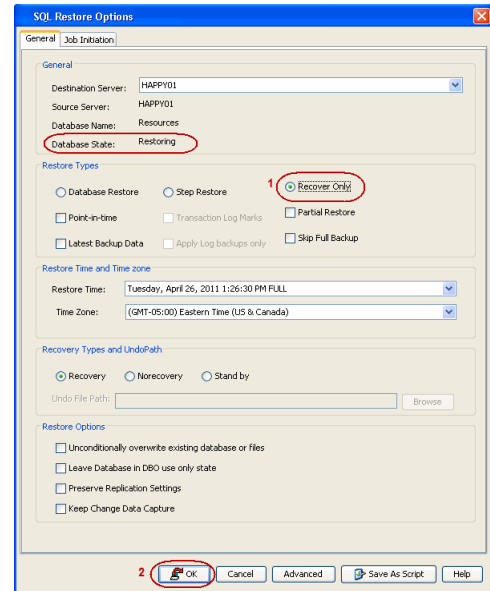 SQL Restore Options
General Job Initiation
General
Destination Server: HAPPY01
Source Server: HAPPY01
Database Name: Resources
Database State: Restoring
Restore Types
Database Restore Step Restore 1 Recover Only
Point-in-time Transaction Log Marks Partial Restore
Latest Backup Data Apply Log backups only Skip Full Backup
Restore Time and Time zone
Restore Time: Tuesday, April 26, 2011 1:26:30 PM FULL
Time Zone: (GMT-05:00) Eastern Time (US & Canada)
Recovery Types and UndoPath
Recovery Norecovery Stand by
Undo File Path: Browse
Restore Options
Unconditionally overwrite existing database or files
Leave Database in DBO use only state
Preserve Replication Settings
Keep Change Data Capture
2 OK Cancel Advanced Save As Script Help